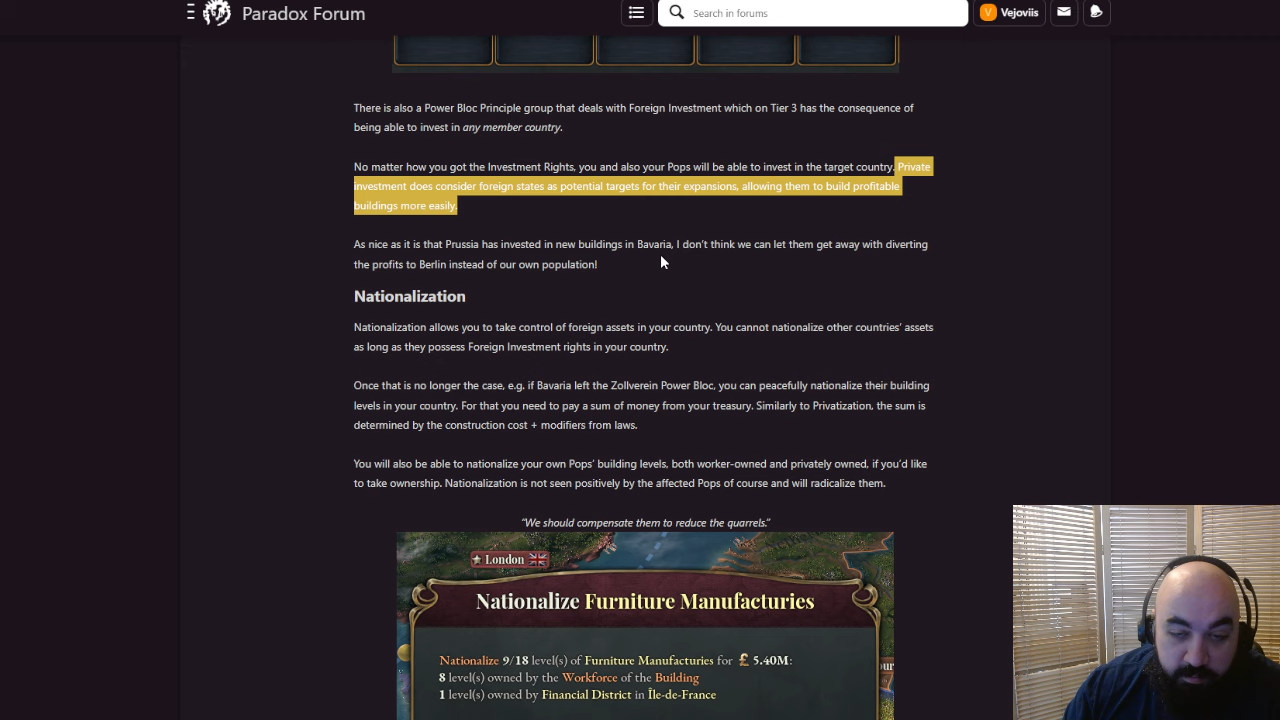 Paradox Forum
Search in forums
V
Vejoviis
There is also a Power Bloc Principle group that deals with Foreign Investment which on Tier 3 has the consequence of
being able to invest in any member country.
No matter how you got the Investment Rights, you and also your Pops will be able to invest in the target country. Private
investment does consider foreign states as potential targets for their expansions, allowing them to build profitable
buildings more easily.
As nice as it is that Prussia has invested in new buildings in Bavaria, I don't think we can let them get away with diverting
the profits to Berlin instead of our own population!
Nationalization
Nationalization allows you to take control of foreign assets in your country. You cannot nationalize other countries' assets
as long as they possess Foreign Investment rights in your country.
Once that is no longer the case, e.g. if Bavaria left the Zollverein Power Bloc, you can peacefully nationalize their building
levels in your country. For that you need to pay a sum of money from your treasury. Similarly to Privatization, the sum is
determined by the construction cost + modifiers from laws.
You will also be able to nationalize your own Pops' building levels, both worker-owned and privately owned, if you'd like
to take ownership. Nationalization is not seen positively by the affected Pops of course and will radicalize them.
"We should compensate them to reduce the quarrels."
London
Nationalize Furniture Manufactures
Nationalize 9/18 level(s) of Furniture Manufactures for £ 5.40M:
8 level(s) owned by the Workforce of the Building
1 level(s) owned by Financial District in Île-de-France